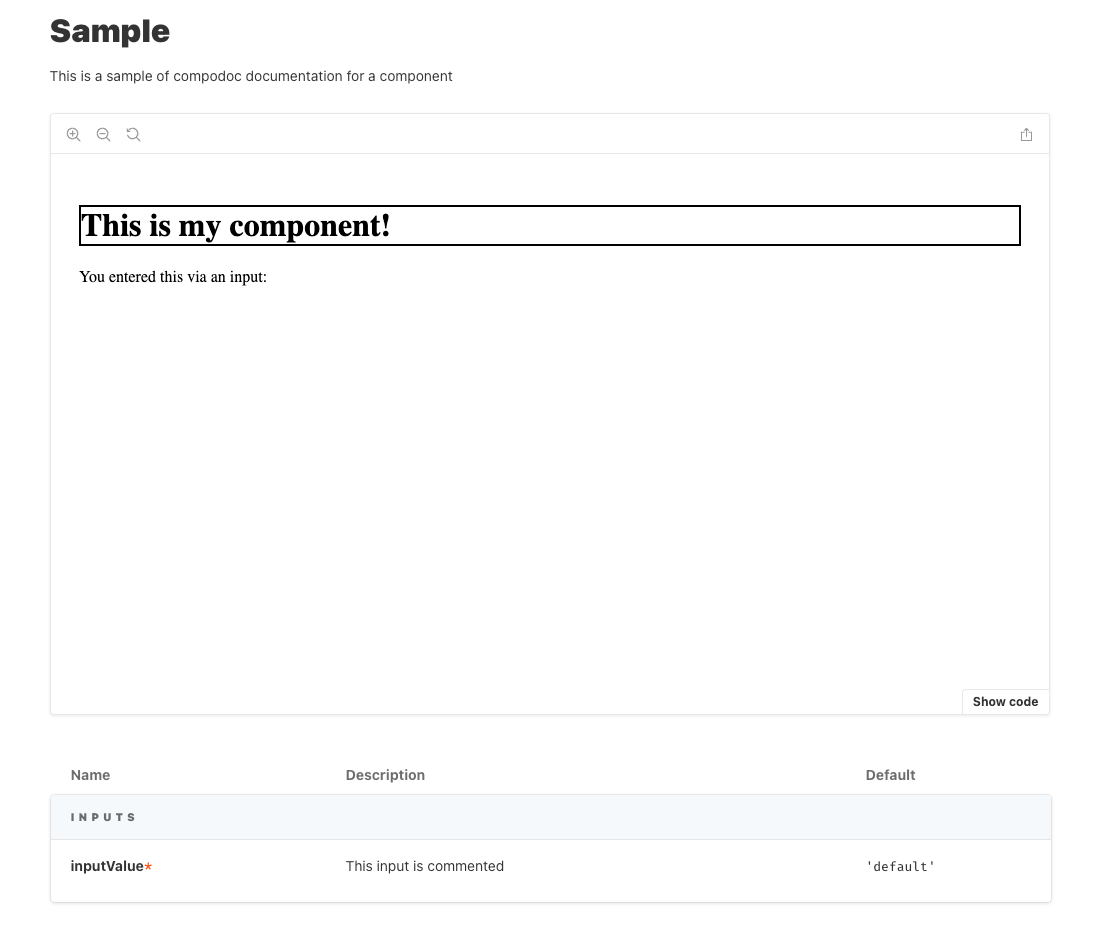 Sample
This is a sample of compodoc documentation for a component
This is my component!
You entered this via an input:
Show code
Name Description Default
INPUTS
inputValue* This input is commented 'default'